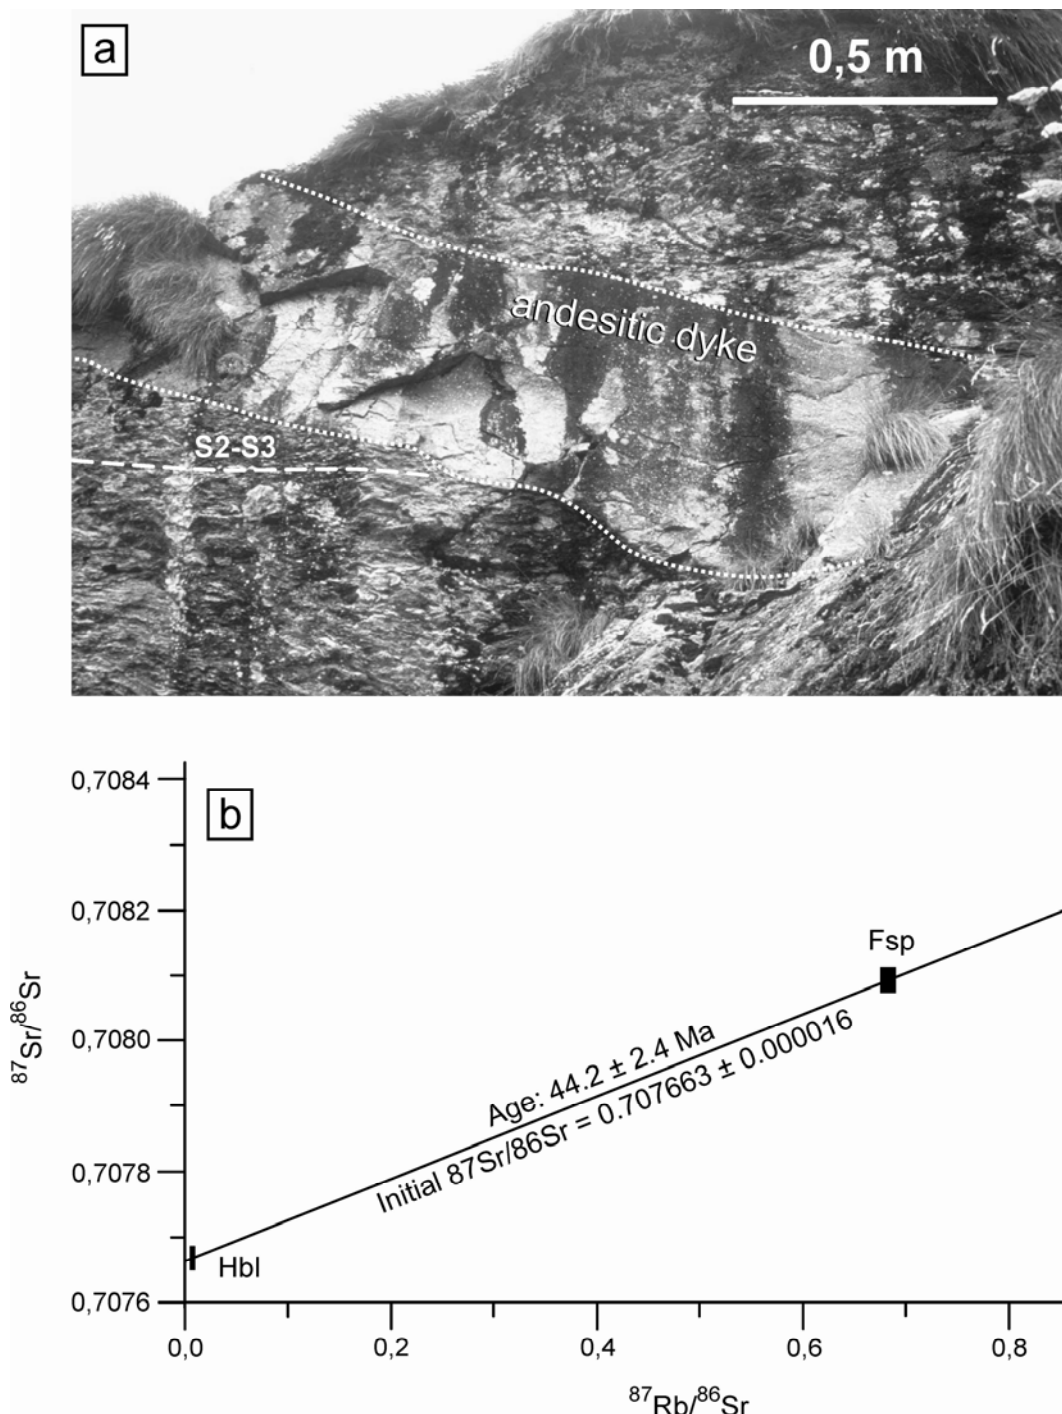 a
0,5 m
andesitic dyke
S2-S3
b
0,7084
0,7082
0,7080
0,7078
0,7076
87Sr/86Sr
Fsp
Age: 44.2 ± 2.4 Ma
Initial 87Sr/86Sr = 0.707663 ± 0.000016
Hbl
0,0
0,2
0,4
0,6
0,8
87Rb/86Sr